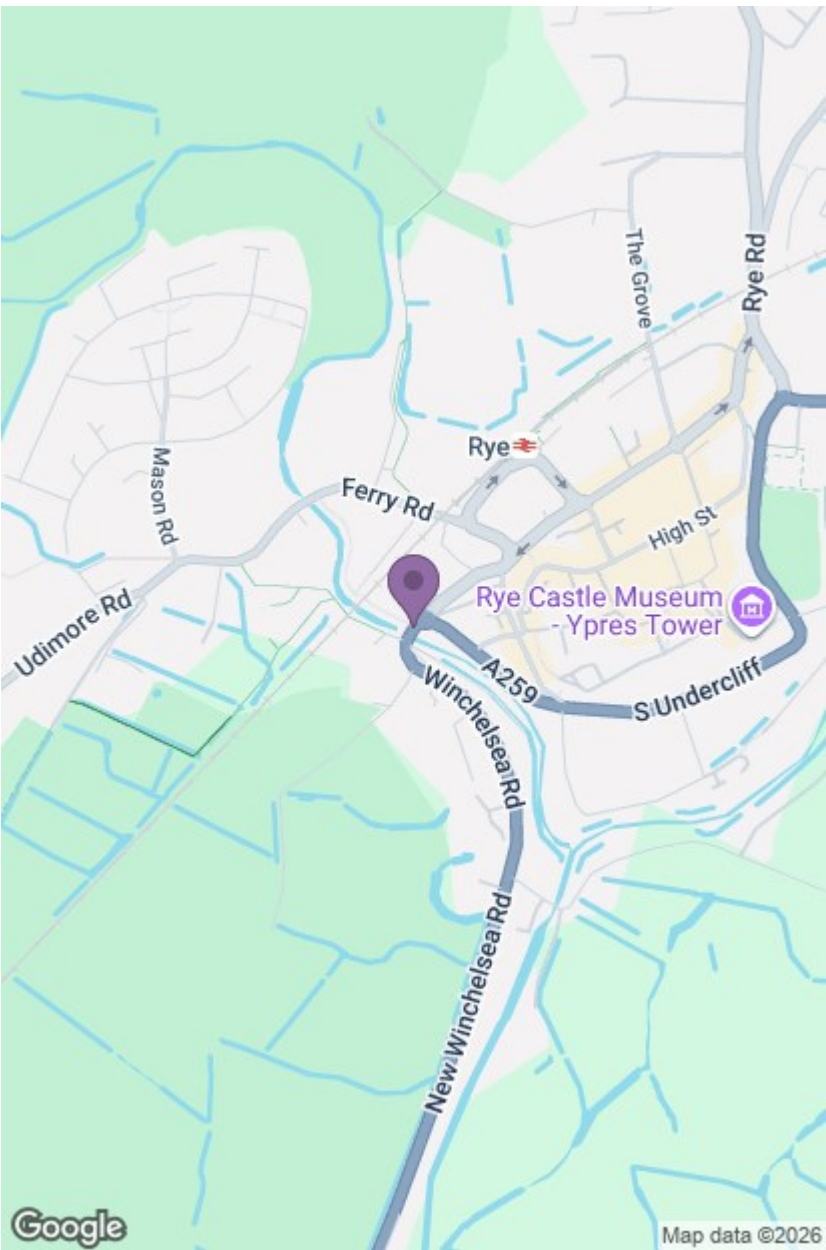 The Grove
Rye Rd
Rye
Mason Rd
Ferry Rd
High St
Udimore Rd
Rye Castle Museum
- Ypres Tower
A259
S Undercliff
Winchelsea Rd
New Winchelsea Rd
Google
Map data ©2026